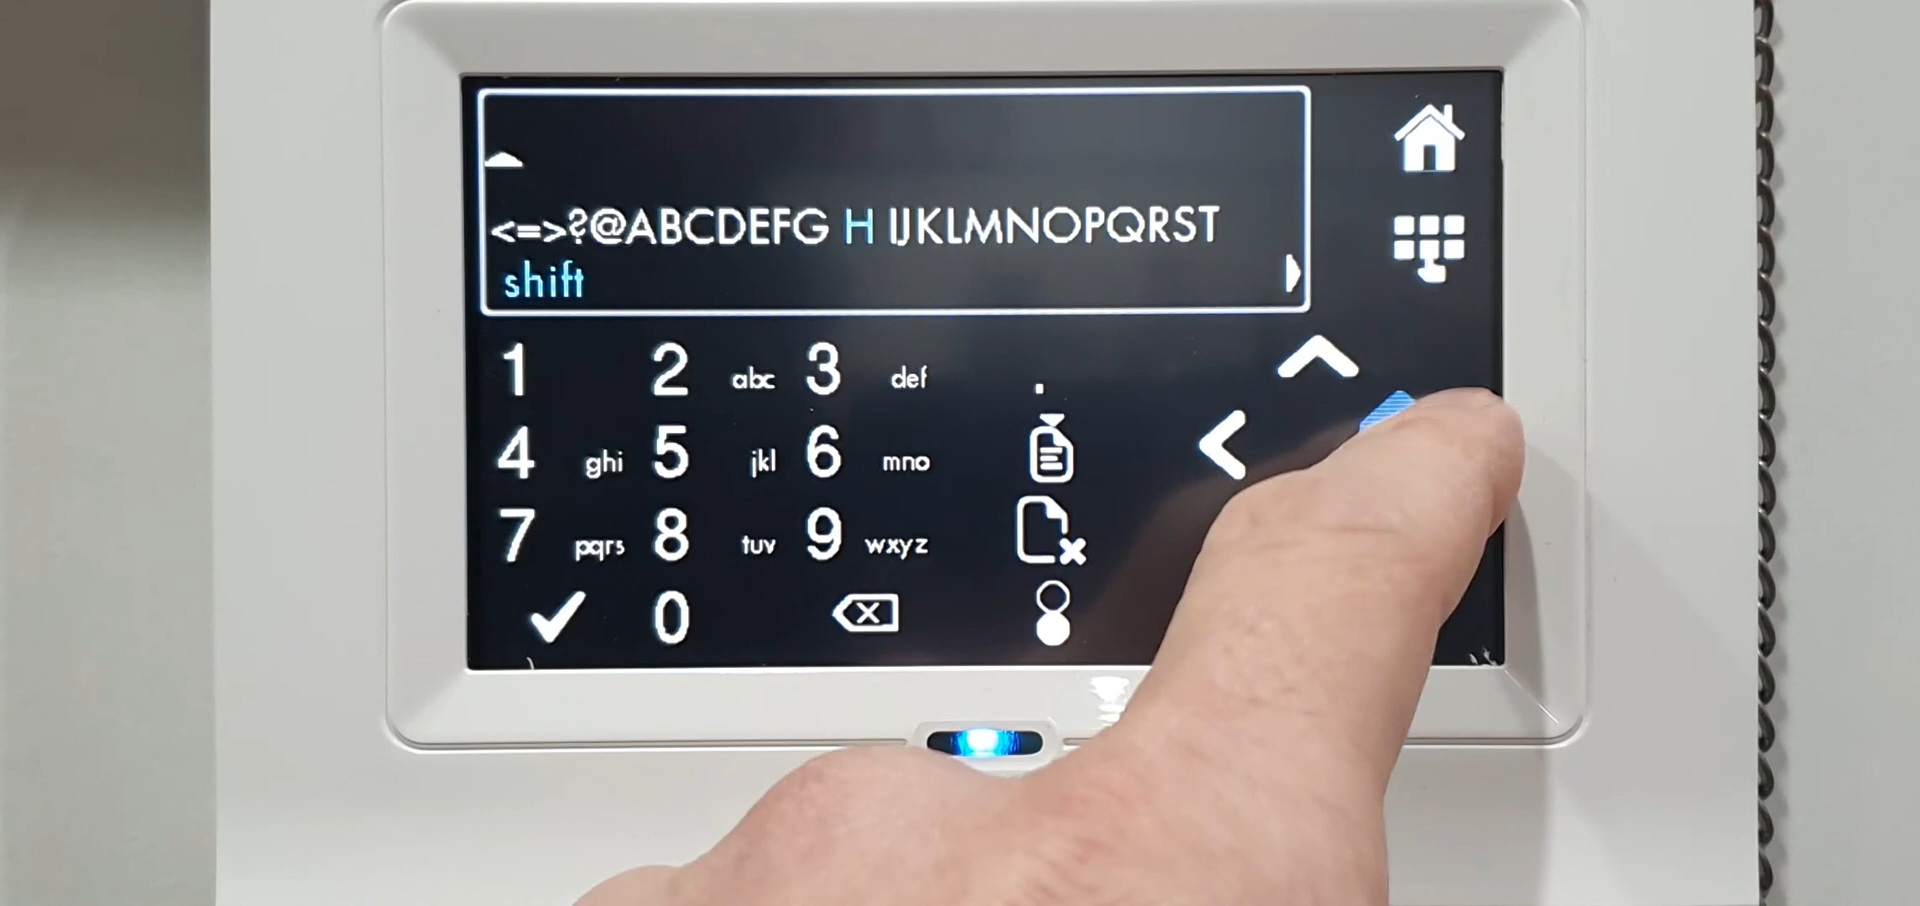 <=>?@ABCDEFG H IJKLMNOPQRST
shift
1 2 abc 3 def .
4 ghi 5 jkl 6 mno
7 pqrs 8 tuv 9 wxyz
0